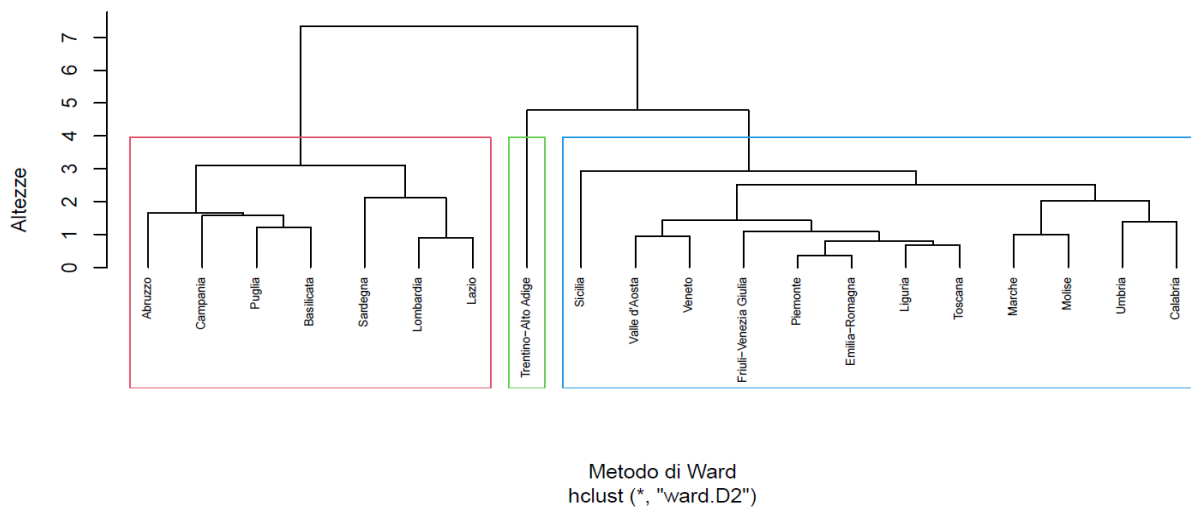 Altezze
7
6
5
4
3
2
1
0
Abruzzo
Campania
Puglia
Basilicata
Sardegna
Lombardia
Lazio
Trentino−Alto Adige
Sicilia
Valle d'Aosta
Veneto
Friuli−Venezia Giulia
Piemonte
Emilia−Romagna
Liguria
Toscana
Marche
Molise
Umbria
Calabria
Metodo di Ward
hclust (*, "ward.D2")